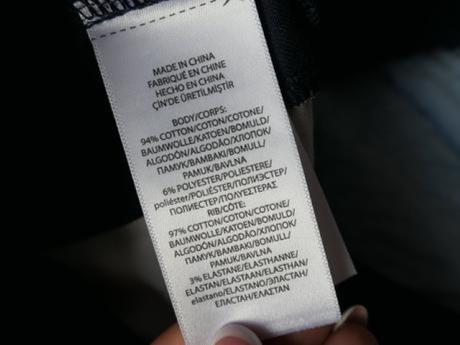 MADE IN CHINA
FABRIQUÉ EN CHINE
HECHO EN CHINA
ÇİN'DE ÜRETİLMİŞTİR
BODY/CORPS:
94% COTTON/COTON/COTONE/
BAUMWOLLE/KATOEN/BOMULD/
ALGODÓN/ALGODÃO/ХЛОПОК
ПАМУК/BAMBAKI/BOMULL/
PAMUK/BAVLNA
6% POLYESTER/POLIESTERE/
poliéster/POLIÉSTER/ПОЛИЭСТЕР
/ПОЛИЕСТЕР/ΠΟΛΥΕΣΤΕΡΑΣ
RIB/CÔTE:
97% COTTON/COTON/COTONE/
BAUMWOLLE/KATOEN/BOMULD/
ALGODÓN/ALGODÃO/ХЛОПОК
/ПАМУК/BAMBAKI/BOMULL/
PAMUK/BAVLNA
3% ELASTANE/ELASTHANNE/
ELASTAN/ELASTAAN/ELASTHAN/
elastano/ELASTANO/ЭЛАСТАН/
ЕЛАСТАН/ΕΛΑΣΤΑΝ